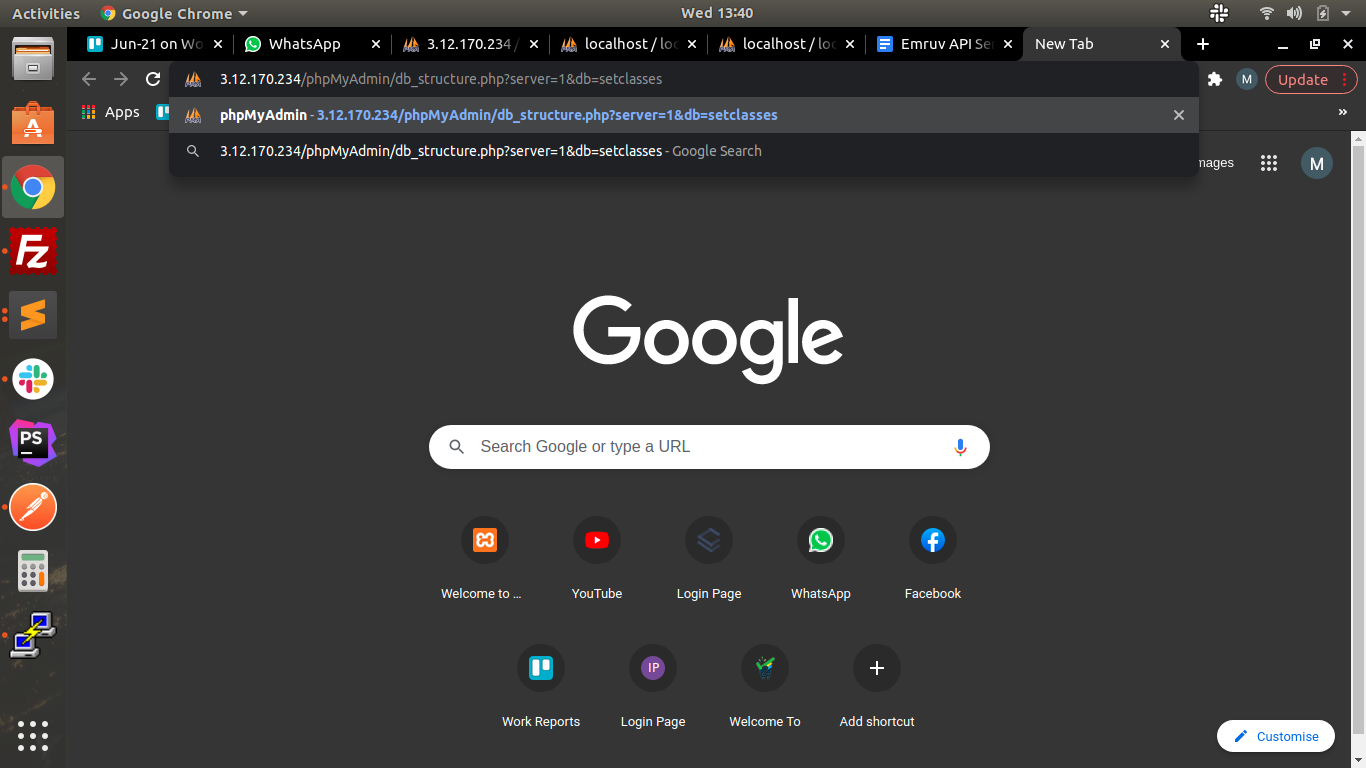 Activities Google Chrome Wed 13:40
Jun-21 on Wo WhatsApp 3.12.170.234 / localhost / loc localhost / loc Emruv API Se New Tab
3.12.170.234/phpMyAdmin/db_structure.php?server=1&db=setclasses M Update
Apps »
phpMyAdmin - 3.12.170.234/phpMyAdmin/db_structure.php?server=1&db=setclasses
3.12.170.234/phpMyAdmin/db_structure.php?server=1&db=setclasses - Google Search
mages M
Google
Search Google or type a URL
Welcome to ... YouTube Login Page WhatsApp Facebook
IP
Work Reports Login Page Welcome To Add shortcut
Customise
Fz
PS